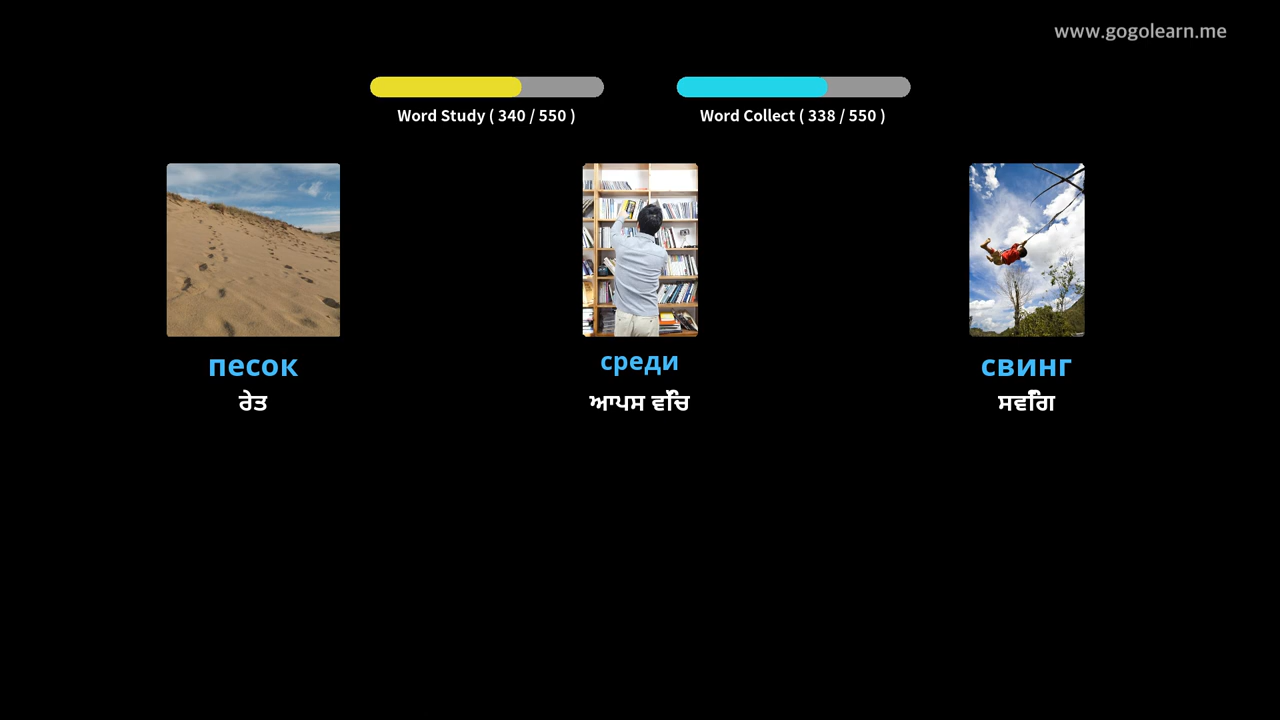 www.gogolearn.me
Word Study ( 340 / 550 )
Word Collect ( 338 / 550 )
песок
среди
свинг
ਰੇਤ
ਆਪਸ ਵਿੱਚ
ਸਵਿੰਗ